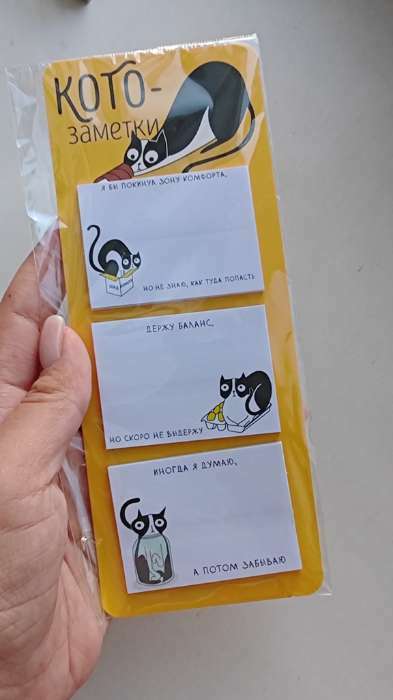 КОТО-
заметки
Я БЫ ПОКИНУЛ ЗОНУ КОМФОРТА,
НО НЕ ЗНАЮ, КАК ТУДА ПОПАСТЬ
ДЕРЖУ БАЛАНС,
НО СКОРО НЕ ВЫДЕРЖУ
ИНОГДА Я ДУМАЮ,
А ПОТОМ ЗАБЫВАЮ